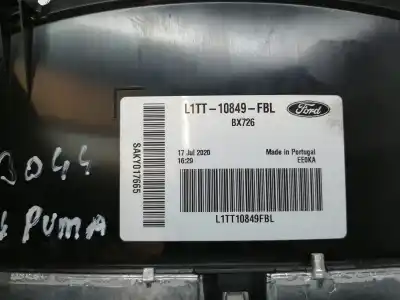 L1TT-10849-FBL
Ford
BX726
SAKY017665
17 Jul 2020
Made in Portugal
16:29
EE0KA
L1TT10849FBL
PUMA